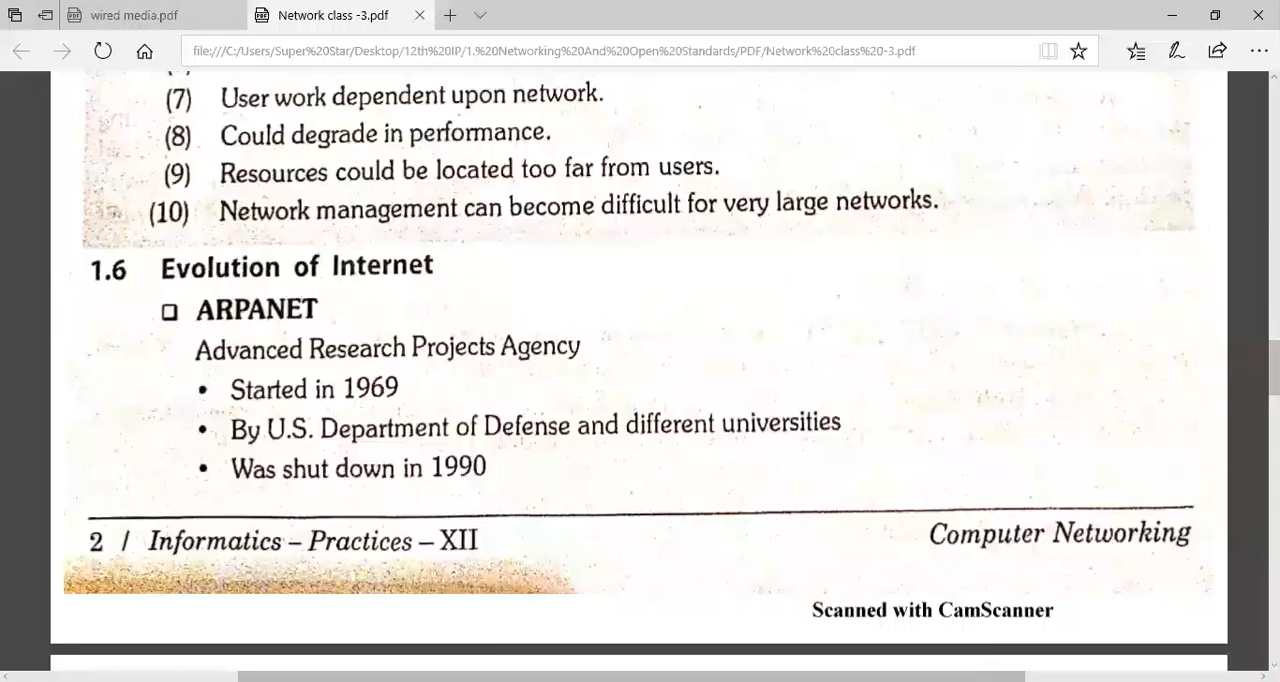 wired media.pdf
Network class -3.pdf
file:///C:/Users/Super%20Star/Desktop/12th%20IP/1.%20Networking%20And%20Open%20Standards/PDF/Network%20class%20-3.pdf
(7) User work dependent upon network.
(8) Could degrade in performance.
(9) Resources could be located too far from users.
(10) Network management can become difficult for very large networks.
1.6 Evolution of Internet
❑ ARPANET
Advanced Research Projects Agency
• Started in 1969
• By U.S. Department of Defense and different universities
• Was shut down in 1990
2 / Informatics – Practices – XII Computer Networking
Scanned with CamScanner